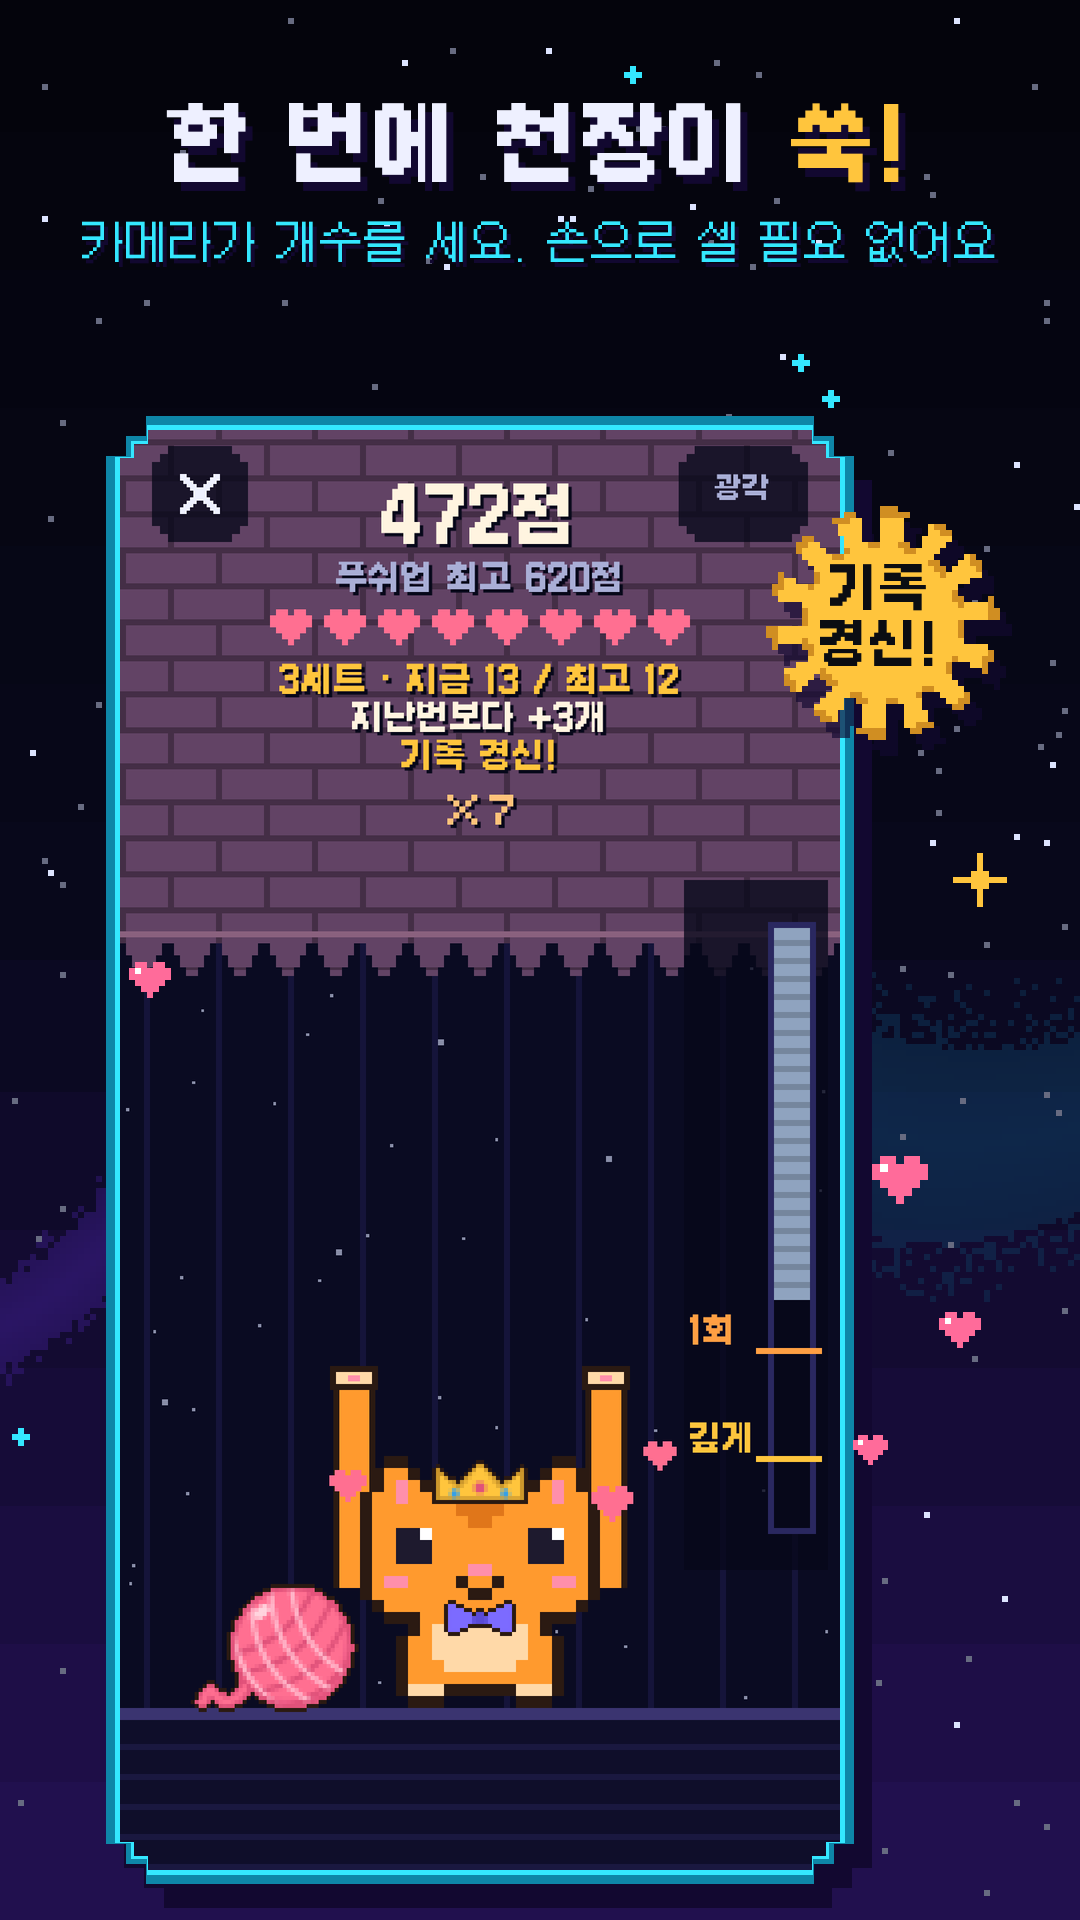 한 번에 천장이 쑥!
카메라가 개수를 세요. 손으로 셀 필요 없어요
광각
472점
푸쉬업 최고 620점
3세트 · 지금 13 / 최고 12
지난번보다 +3개
기록 경신!
×7
기록
경신!
1회
깊게